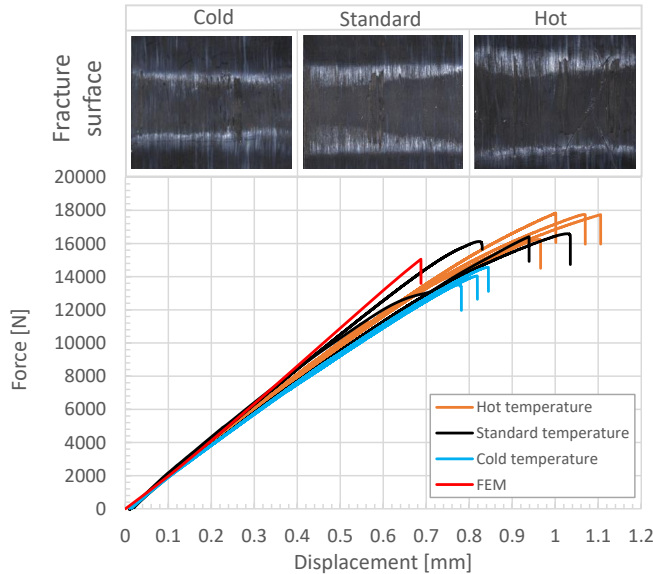 Cold Standard Hot
Fracture
surface
20000
18000
16000
14000
12000
10000
8000
6000
4000
2000
0
Force [N]
Hot temperature
Standard temperature
Cold temperature
FEM
0 0.1 0.2 0.3 0.4 0.5 0.6 0.7 0.8 0.9 1 1.1 1.2
Displacement [mm]